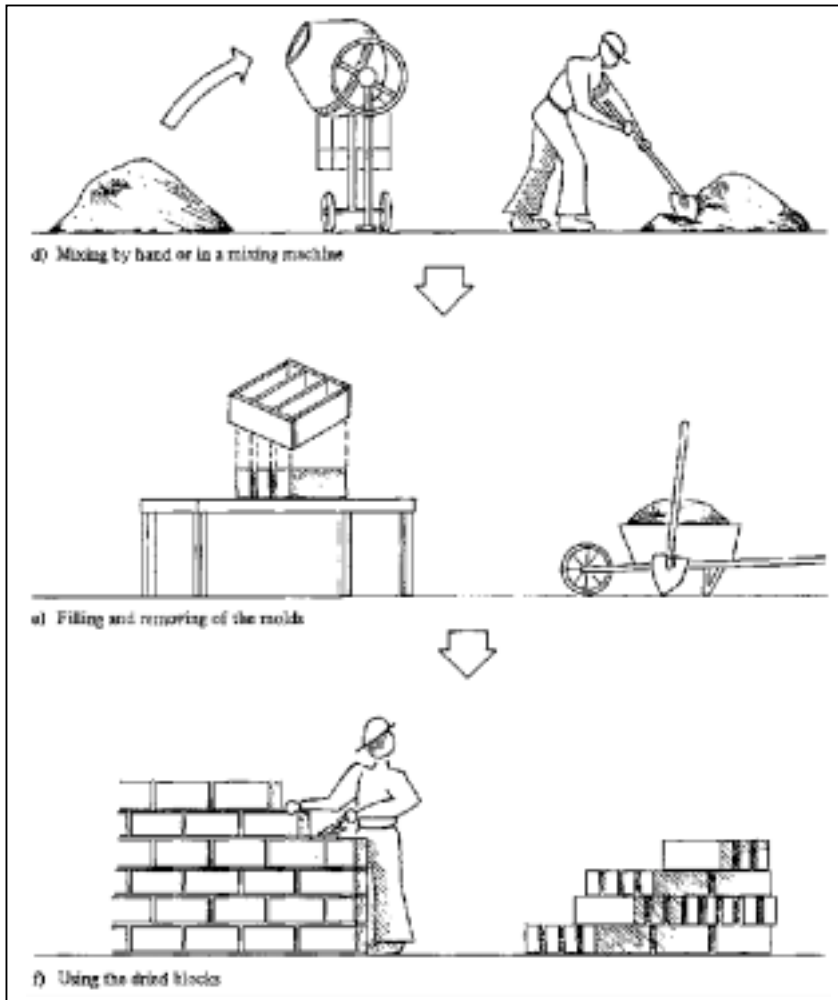 d) Mixing by hand or in a mixing machine
e) Filling and removing of the molds
f) Using the dried blocks